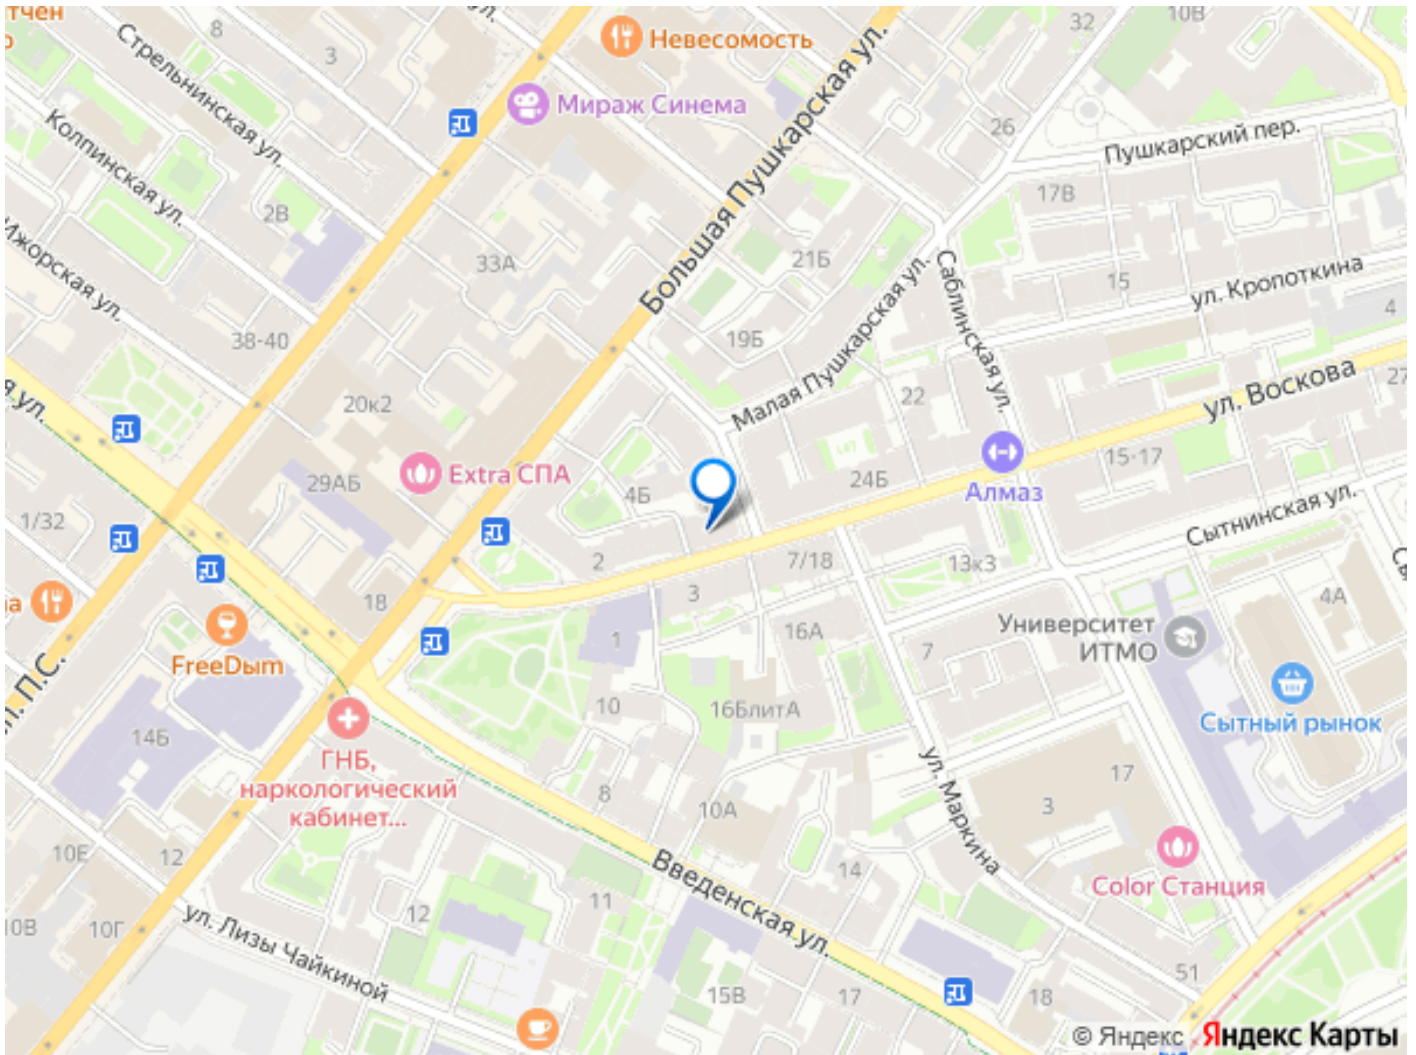 тчен
8
3
Невесомость
32
10В
Стрельнинская ул.
Мираж Синема
Большая Пушкарская ул.
26
Пушкарский пер.
Колпинская ул.
2В
17В
Ижорская ул.
33А
21Б
Саблинская ул.
15
ул. Кропоткина
4
38-40
19Б
Малая Пушкарская ул.
20к2
22
ул. Воскова
27
я ул.
Extra СПА
29АБ
4Б
24Б
Алмаз
15-17
1/32
Сытнинская ул.
2
7/18
13к3
3
4А
18
16А
Университет
ИТМО
FreeDым
1
7
п. П.С.
10
16БлитА
Сытный рынок
14Б
ГНБ,
наркологический
кабинет...
8
10А
ул. Маркина
17
3
10Е
12
Введенская ул.
14
Color Станция
11
12
10В
10Г
ул. Лизы Чайкиной
51
15В
17
18
© Яндекс Яндекс Карты